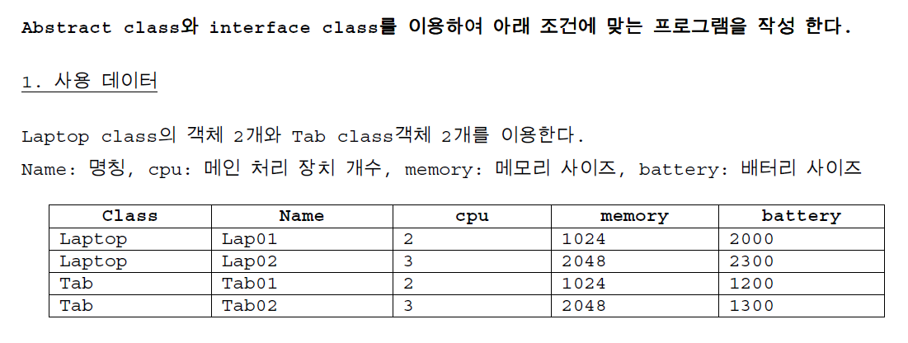 Abstract class와 interface class를 이용하여 아래 조건에 맞는 프로그램을 작성 한다.
1. 사용 데이터
Laptop class의 객체 2개와 Tab class객체 2개를 이용한다.
Name: 명칭, cpu: 메인 처리 장치 개수, memory: 메모리 사이즈, battery: 배터리 사이즈
Class Name cpu memory battery
Laptop Lap01 2 1024 2000
Laptop Lap02 3 2048 2300
Tab Tab01 2 1024 1200
Tab Tab02 3 2048 1300